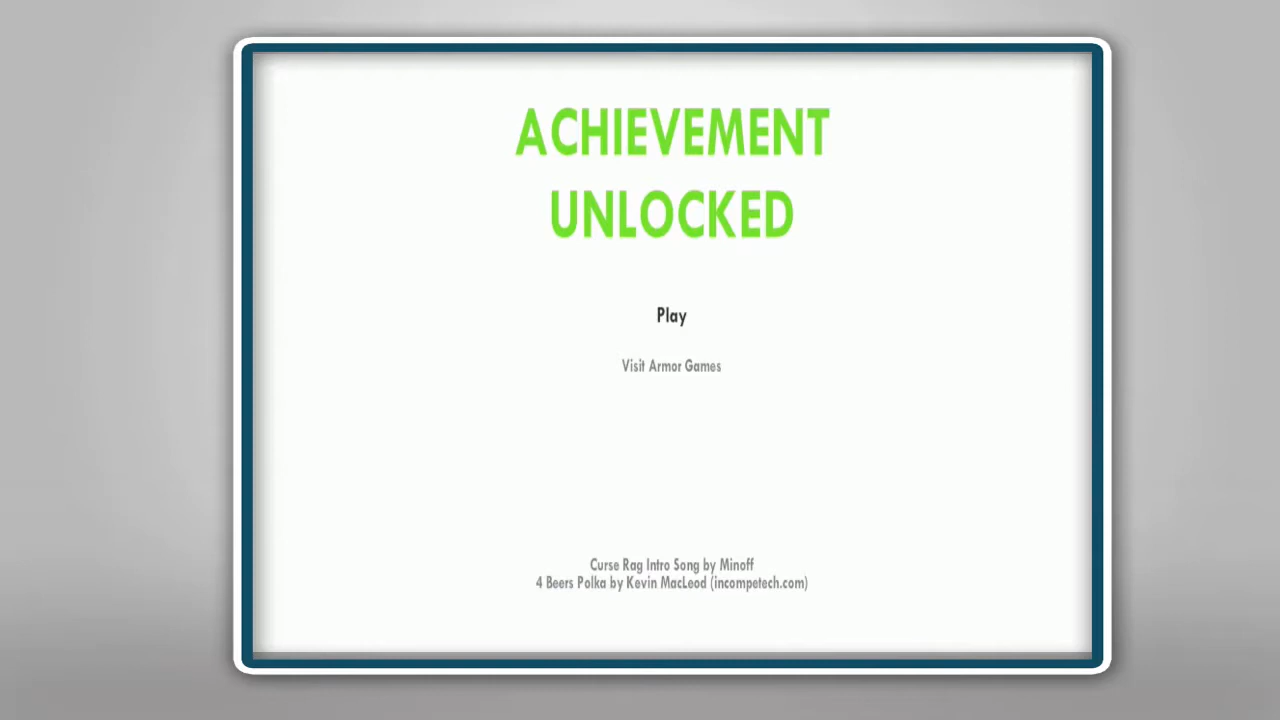 ACHIEVEMENT
UNLOCKED
Play
Visit Armor Games
Curse Rag Intro Song by Minoff
4 Beers Polka by Kevin MacLeod (incompetech.com)